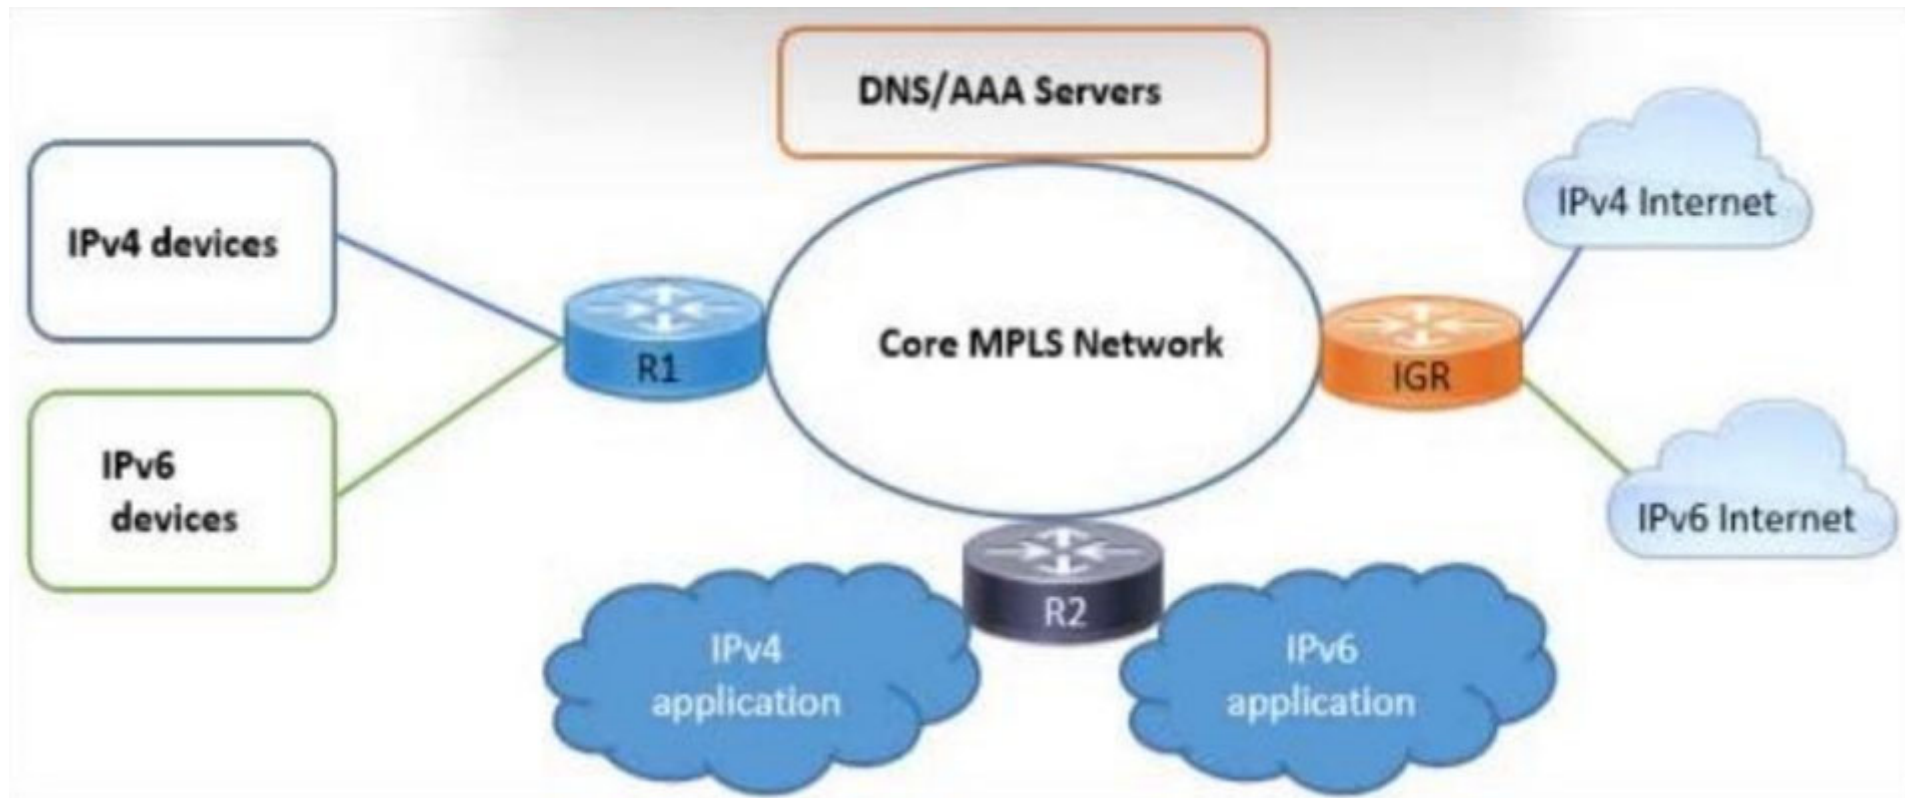 DNS/AAA Servers
IPv4 devices
IPv4 Internet
R1
Core MPLS Network
IGR
IPv6
devices
IPv6 Internet
R2
IPv4
application
IPv6
application